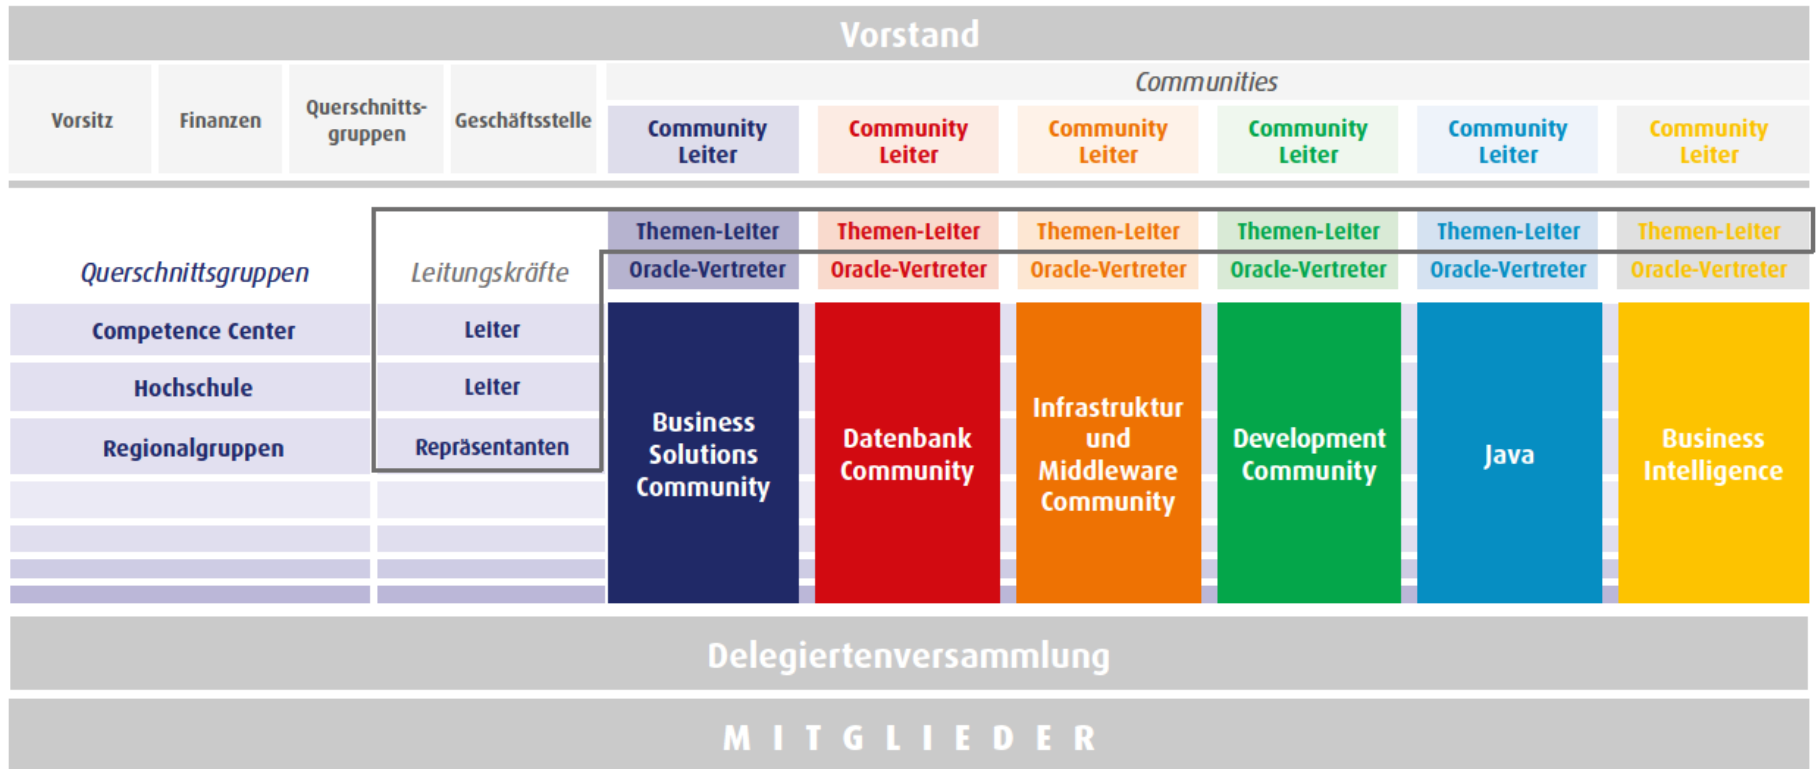 Vorstand
Vorsitz
Finanzen
Querschnitts-
gruppen
Geschäftsstelle
Communities
Community
Leiter
Community
Leiter
Community
Leiter
Community
Leiter
Community
Leiter
Community
Leiter
Themen-Leiter
Themen-Leiter
Themen-Leiter
Themen-Leiter
Themen-Leiter
Themen-Leiter
Oracle-Vertreter
Oracle-Vertreter
Oracle-Vertreter
Oracle-Vertreter
Oracle-Vertreter
Oracle-Vertreter
Querschnittsgruppen
Leitungskräfte
Competence Center
Leiter
Hochschule
Leiter
Regionalgruppen
Repräsentanten
Business
Solutions
Community
Datenbank
Community
Infrastruktur
und
Middleware
Community
Development
Community
Java
Business
Intelligence
Delegiertenversammlung
MITGLIEDER